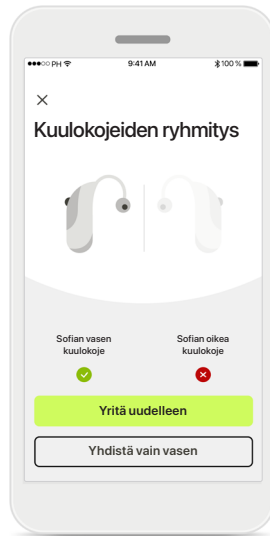 PH 9:41 AM 100 %
Kuulokojeiden ryhmitys
Sofian vasen
kuulokoje
Sofian oikea
kuulokoje
Yritä uudelleen
Yhdistä vain vasen